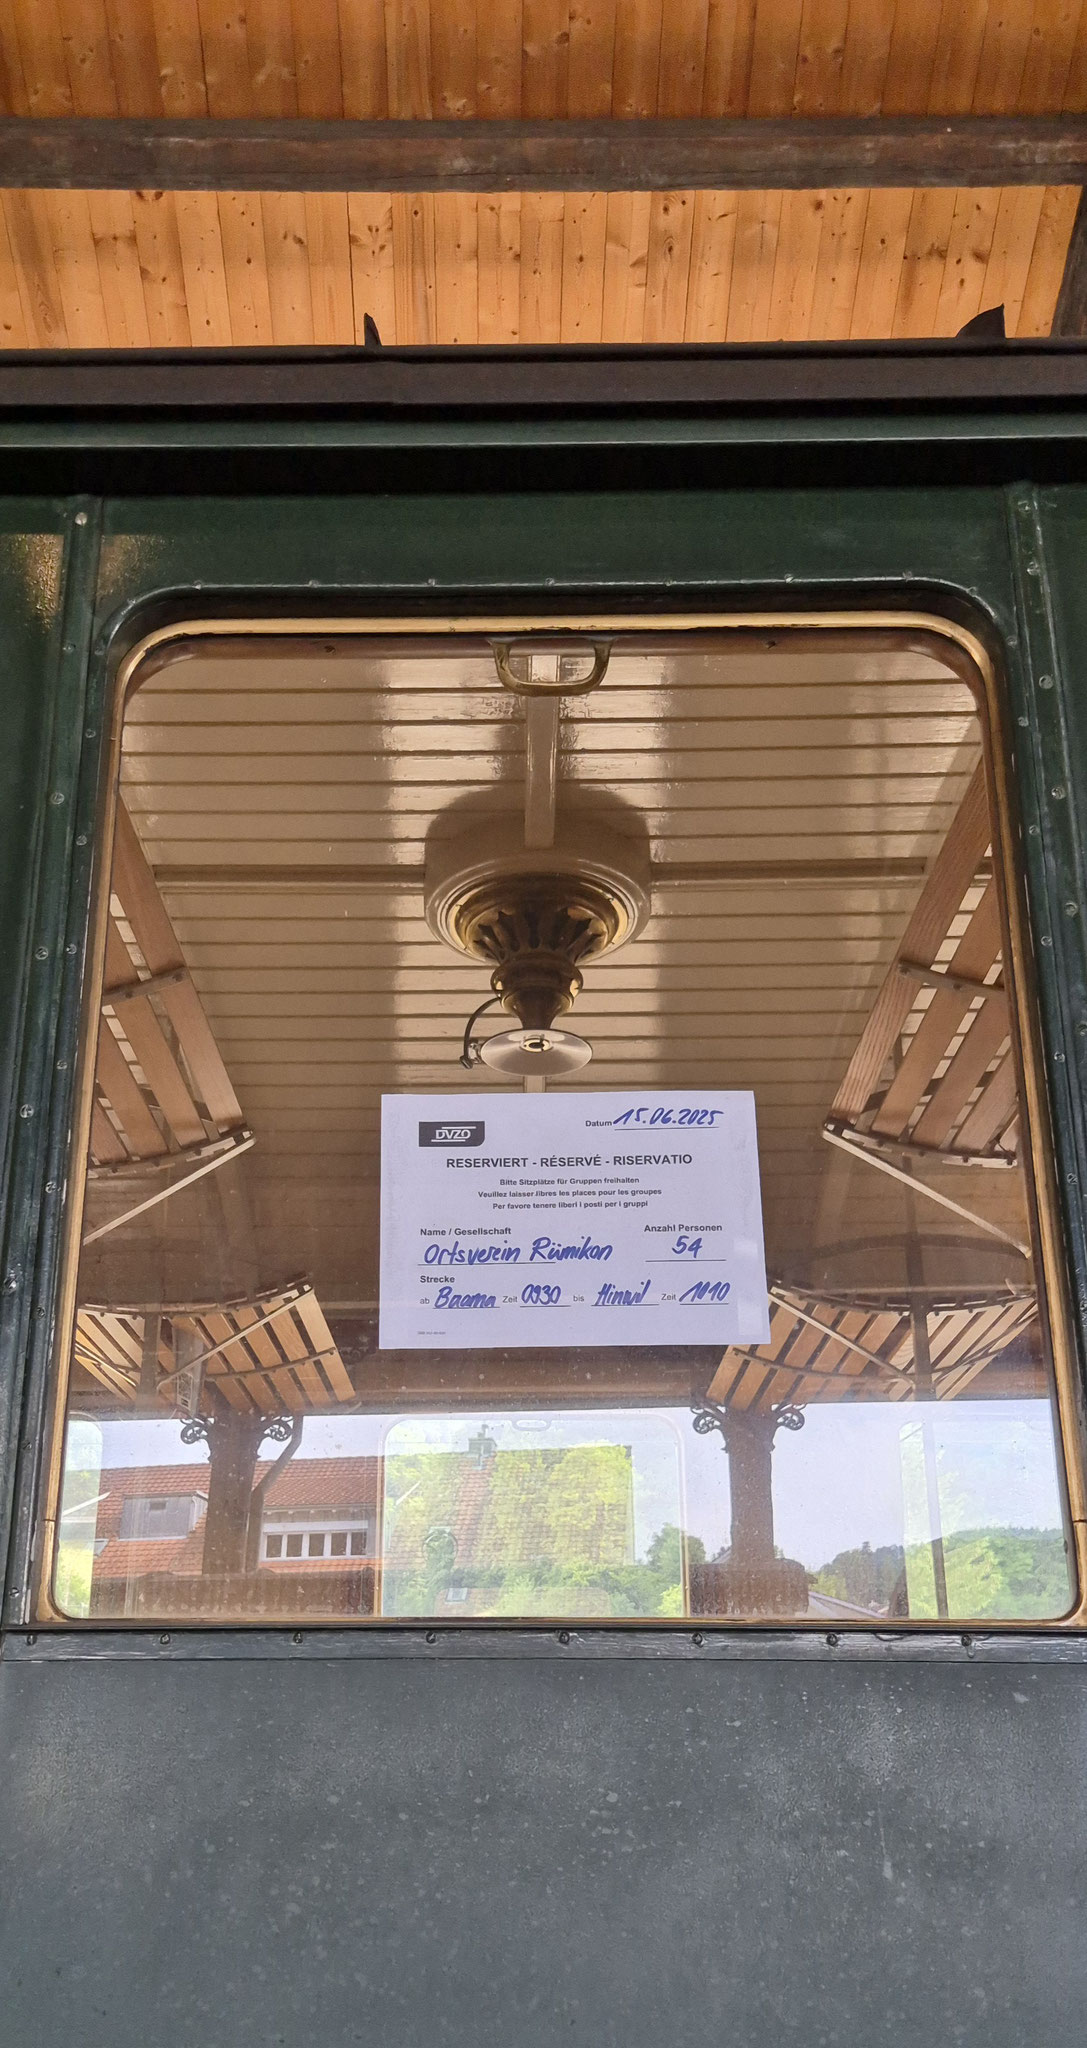 DVZO
Datum 15.06.2025
RESERVIERT - RÉSERVÉ - RISERVATIO
Bitte Sitzplätze für Gruppen freihalten
Veuillez laisser libres les places pour les groupes
Per favore tenere liberi i posti per i gruppi
Name / Gesellschaft
Anzahl Personen
Ortsverein Rümikon
54
Strecke
ab Baama Zeit 0930 bis Hinwil Zeit 1010